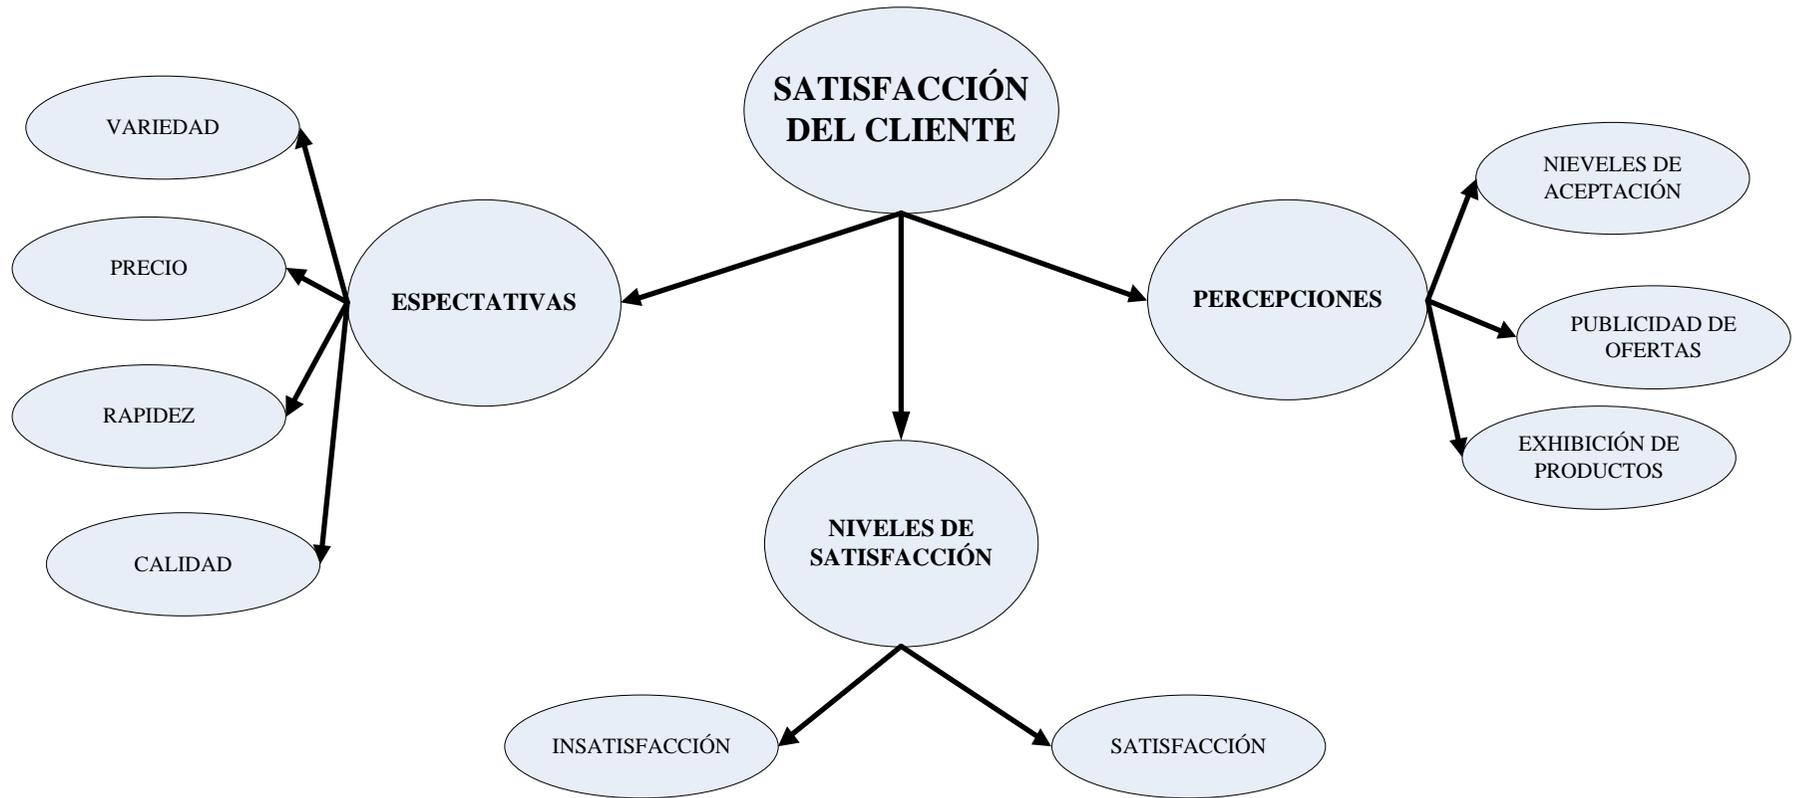 SATISFACCIÓN
DEL CLIENTE
VARIEDAD
PRECIO
ESPECTATIVAS
RAPIDEZ
CALIDAD
NIVELES DE
SATISFACCIÓN
INSATISFACCIÓN
SATISFACCIÓN
PERCEPCIONES
NIEVELES DE
ACEPTACIÓN
PUBLICIDAD DE
OFERTAS
EXHIBICIÓN DE
PRODUCTOS